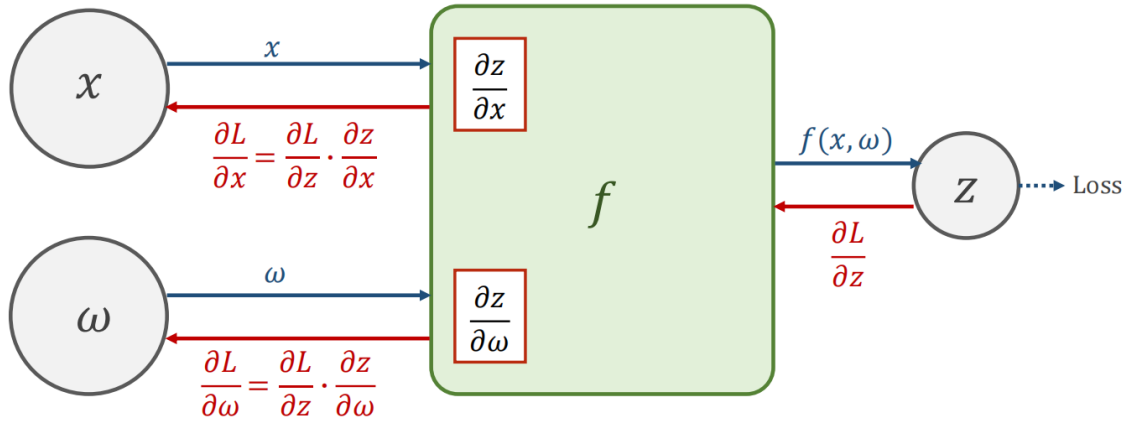 x
x
∂z/∂x
∂L/∂x = ∂L/∂z · ∂z/∂x
f
f(x, ω)
z
Loss
∂L/∂z
ω
ω
∂z/∂ω
∂L/∂ω = ∂L/∂z · ∂z/∂ω